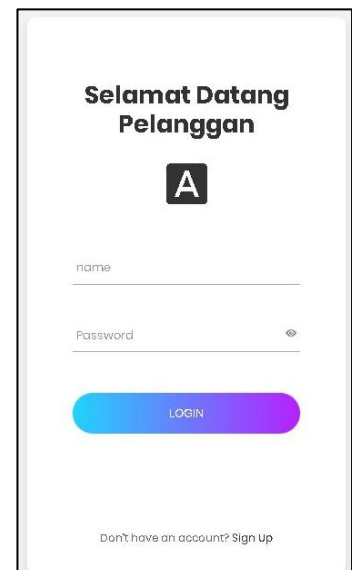 Selamat Datang
Pelanggan
A
name
Password
LOGIN
Don't have an account? Sign Up